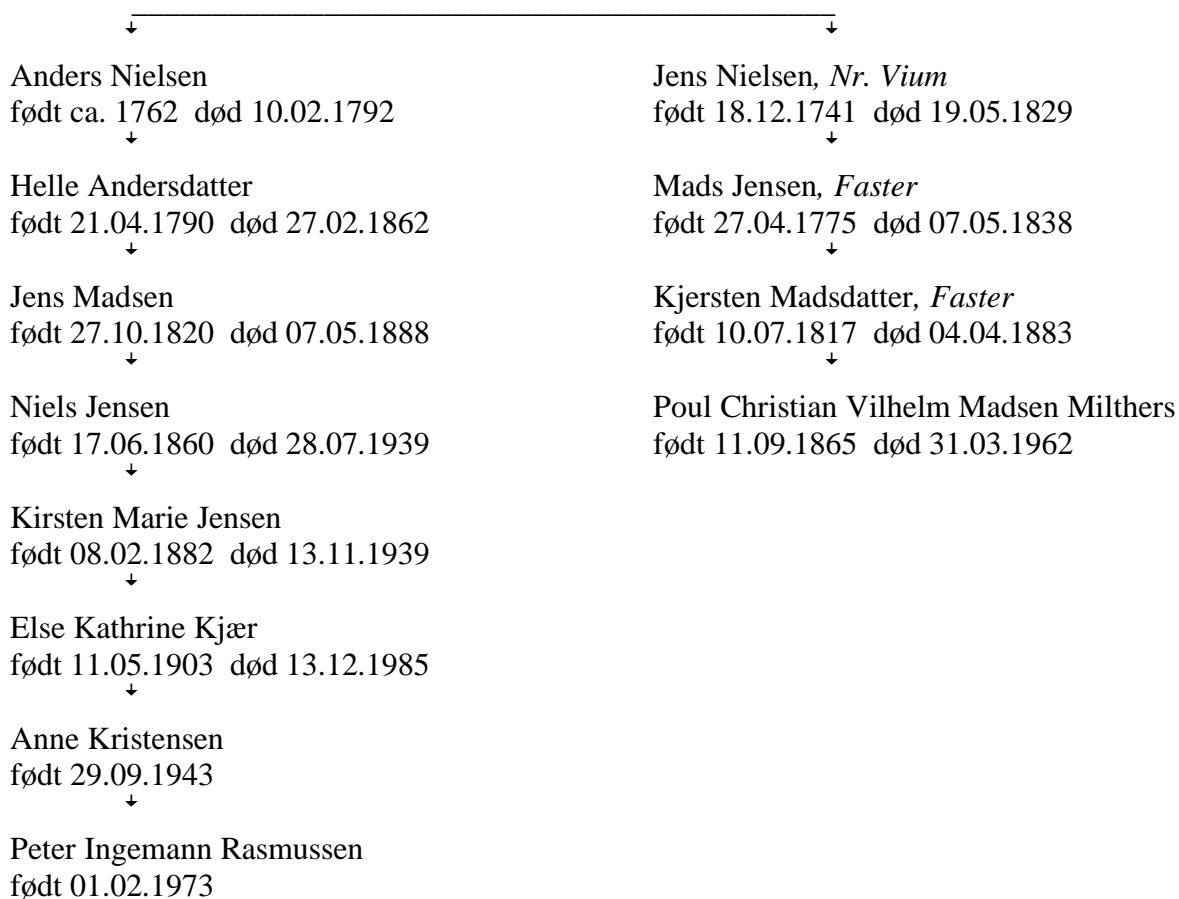 Anders Nielsen
født ca. 1762  død 10.02.1792
Helle Andersdatter
født 21.04.1790  død 27.02.1862
Jens Madsen
født 27.10.1820  død 07.05.1888
Niels Jensen
født 17.06.1860  død 28.07.1939
Kirsten Marie Jensen
født 08.02.1882  død 13.11.1939
Else Kathrine Kjær
født 11.05.1903  død 13.12.1985
Anne Kristensen
født 29.09.1943
Peter Ingemann Rasmussen
født 01.02.1973
Jens Nielsen, Nr. Vium
født 18.12.1741  død 19.05.1829
Mads Jensen, Faster
født 27.04.1775  død 07.05.1838
Kjersten Madsdatter, Faster
født 10.07.1817  død 04.04.1883
Poul Christian Vilhelm Madsen Milthers
født 11.09.1865  død 31.03.1962